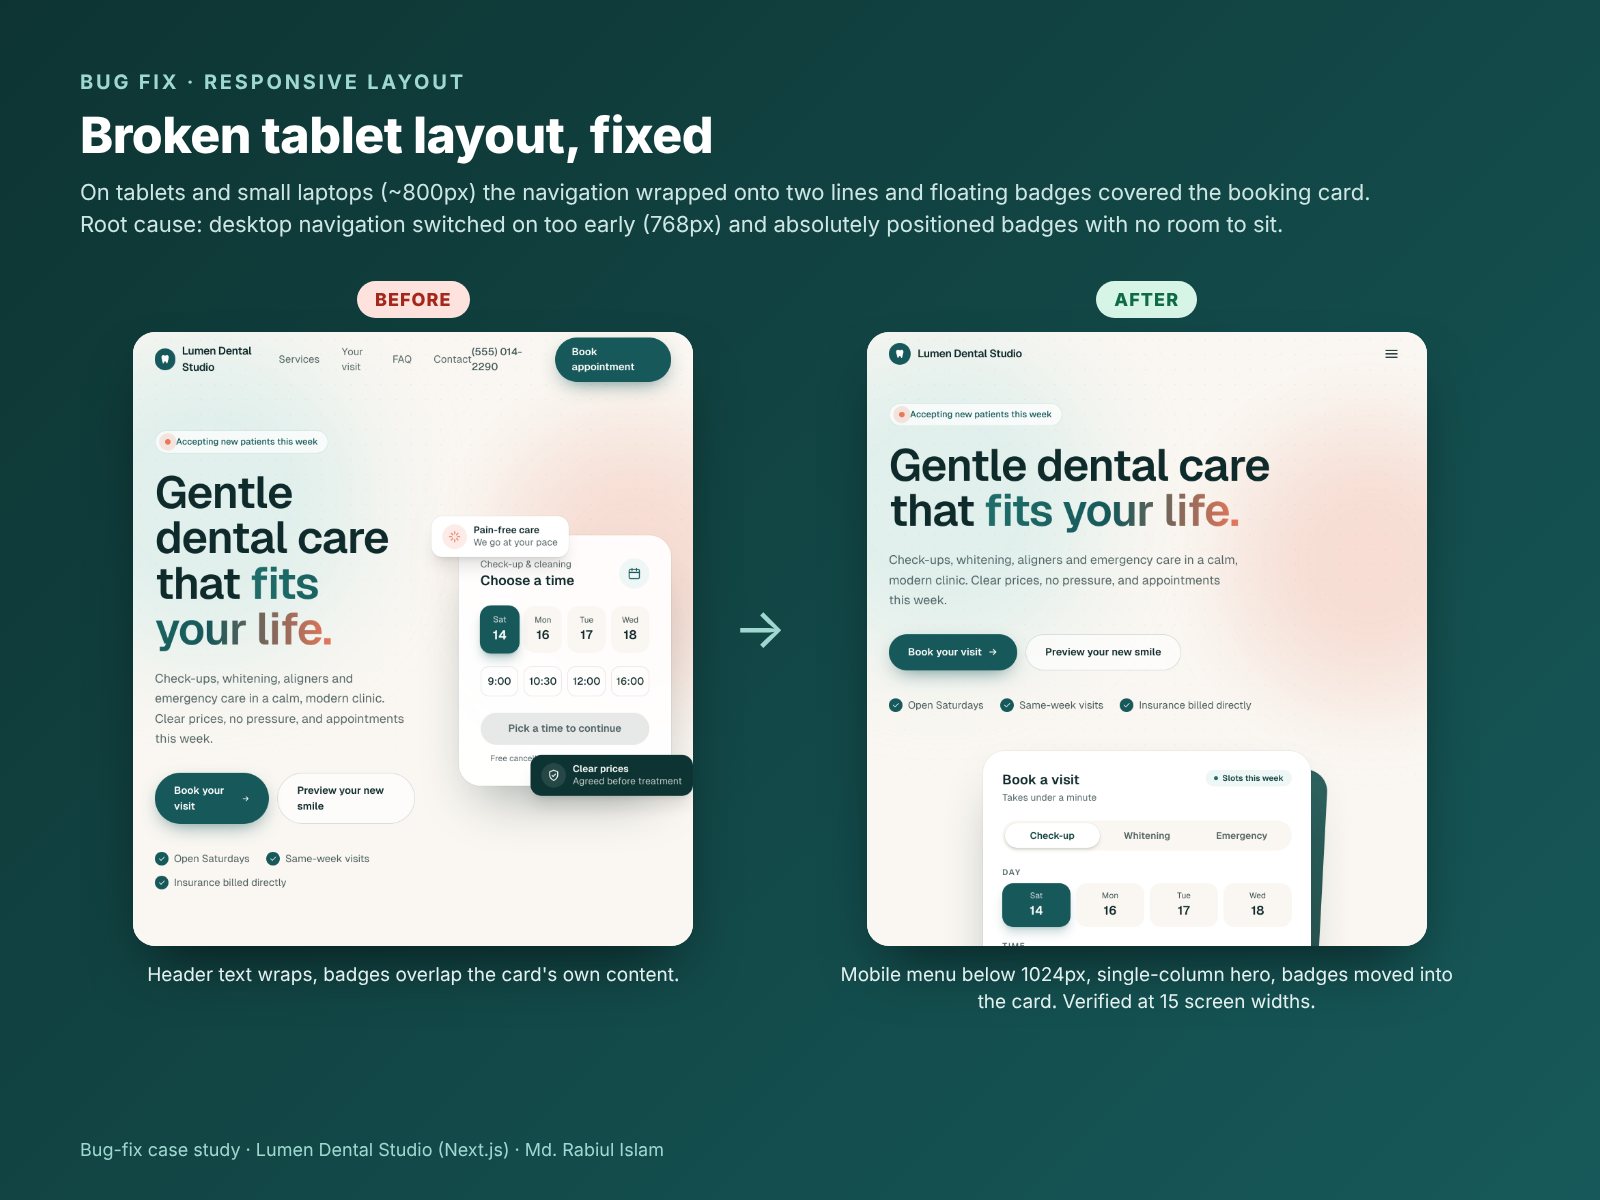 BUG FIX · RESPONSIVE LAYOUT
Broken tablet layout, fixed
On tablets and small laptops (~800px) the navigation wrapped onto two lines and floating badges covered the booking card.
Root cause: desktop navigation switched on too early (768px) and absolutely positioned badges with no room to sit.
BEFORE
Lumen Dental
Studio
Services
Your
visit
FAQ
Contact
(555) 014-
2290
Book
appointment
Accepting new patients this week
Gentle
dental care
that fits
your life.
Check-ups, whitening, aligners and
emergency care in a calm, modern clinic.
Clear prices, no pressure, and appointments
this week.
Book your
visit
Preview your new
smile
Open Saturdays
Same-week visits
Insurance billed directly
Pain-free care
We go at your pace
Check-up & cleaning
Choose a time
Sat
14
Mon
16
Tue
17
Wed
18
9:00
10:30
12:00
16:00
Pick a time to continue
Free
Clear prices
Agreed before treatment
Header text wraps, badges overlap the card's own content.
AFTER
Lumen Dental Studio
Accepting new patients this week
Gentle dental care
that fits your life.
Check-ups, whitening, aligners and emergency care in a calm,
modern clinic. Clear prices, no pressure, and appointments
this week.
Book your visit
Preview your new smile
Open Saturdays
Same-week visits
Insurance billed directly
Book a visit
Takes under a minute
Slots this week
Check-up
Whitening
Emergency
DAY
Sat
14
Mon
16
Tue
17
Wed
18
TIME
Mobile menu below 1024px, single-column hero, badges moved into
the card. Verified at 15 screen widths.
Bug-fix case study · Lumen Dental Studio (Next.js) · Md. Rabiul Islam